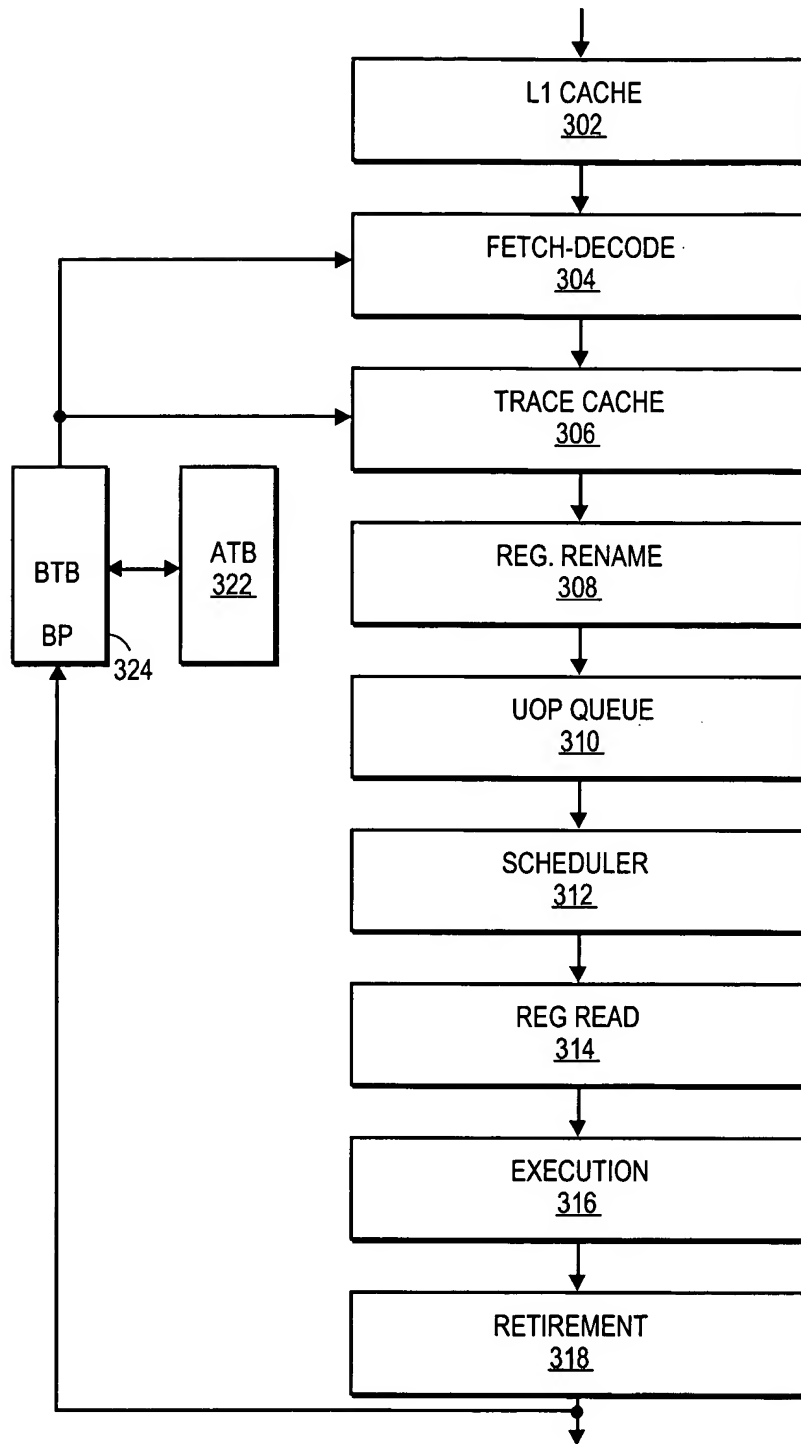 L1 CACHE
302
FETCH-DECODE
304
TRACE CACHE
306
REG. RENAME
308
BTB
BP
324
ATB
322
UOP QUEUE
310
SCHEDULER
312
REG READ
314
EXECUTION
316
RETIREMENT
318